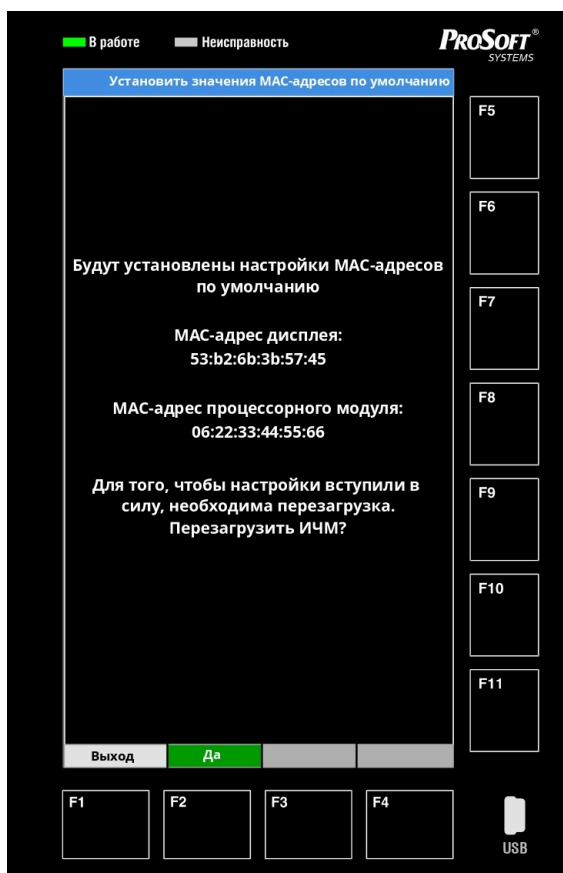 В работе
Неисправность
PROSOFT®
SYSTEMS
Установить значения MAC-адресов по умолчанию
F5
F6
Будут установлены настройки MAC-адресов
по умолчанию
F7
MAC-адрес дисплея:
53:b2:6b:3b:57:45
F8
MAC-адрес процессорного модуля:
06:22:33:44:55:66
Для того, чтобы настройки вступили в
F9
силу, необходима перезагрузка.
Перезагрузить ИЧМ?
F10
F11
Выход
Да
F1
F2
F3
F4
USB